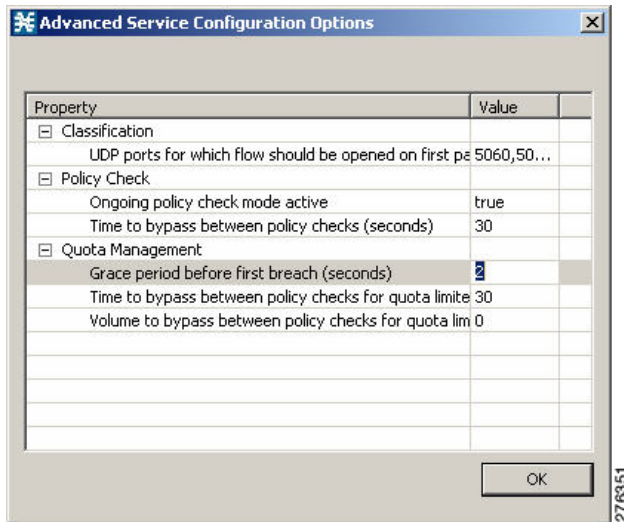 Advanced Service Configuration Options
Property Value
Classification
UDP ports for which flow should be opened on first pa 5060,50...
Policy Check
Ongoing policy check mode active true
Time to bypass between policy checks (seconds) 30
Quota Management
Grace period before first breach (seconds) 2
Time to bypass between policy checks for quota limite 30
Volume to bypass between policy checks for quota lim 0
OK
276351